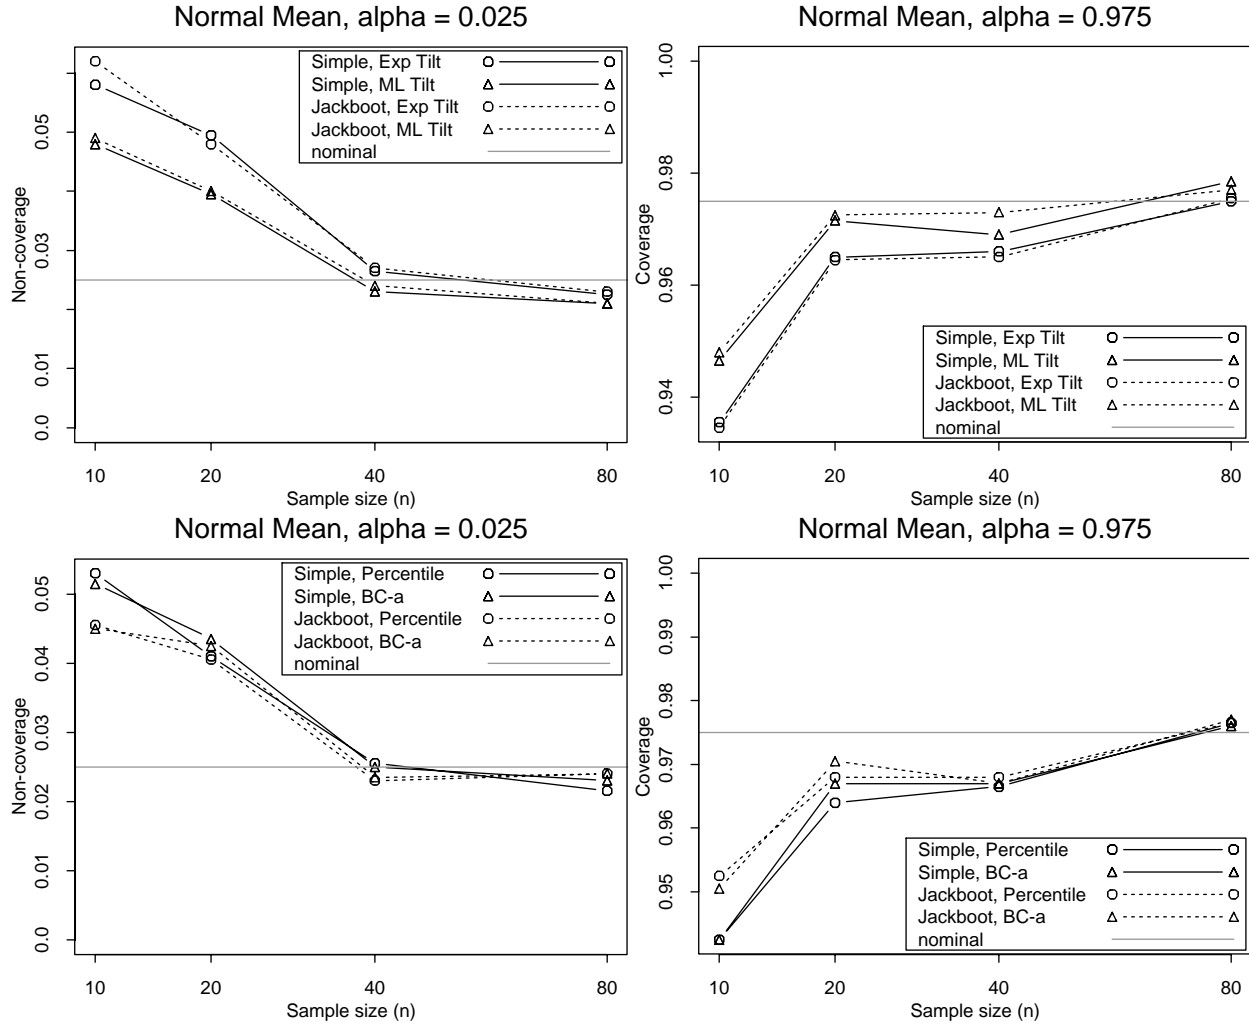 Normal Mean, alpha = 0.025
Non-coverage
0.05
0.03
0.01
0.0
Simple, Exp Tilt
Simple, ML Tilt
Jackboot, Exp Tilt
Jackboot, ML Tilt
nominal
10 20 40 80
Sample size (n)
Normal Mean, alpha = 0.975
Coverage
1.00
0.98
0.96
0.94
Simple, Exp Tilt
Simple, ML Tilt
Jackboot, Exp Tilt
Jackboot, ML Tilt
nominal
10 20 40 80
Sample size (n)
Normal Mean, alpha = 0.025
Non-coverage
0.05
0.04
0.03
0.02
0.0
Simple, Percentile
Simple, BC-a
Jackboot, Percentile
Jackboot, BC-a
nominal
10 20 40 80
Sample size (n)
Normal Mean, alpha = 0.975
Coverage
1.00
0.99
0.98
0.97
0.96
0.95
Simple, Percentile
Simple, BC-a
Jackboot, Percentile
Jackboot, BC-a
nominal
10 20 40 80
Sample size (n)